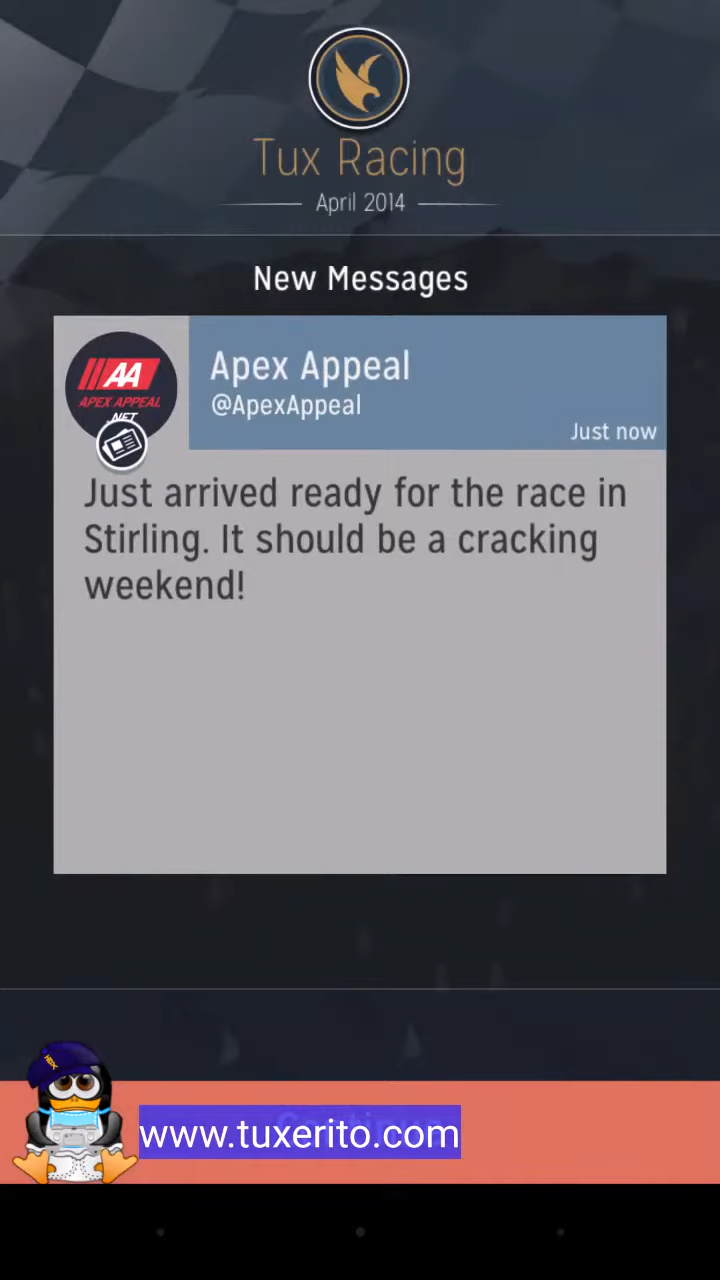 Tux Racing
April 2014
New Messages
AA
APEX APPEAL
.NET
Apex Appeal
@ApexAppeal
Just now
Just arrived ready for the race in
Stirling. It should be a cracking
weekend!
www.tuxerito.com